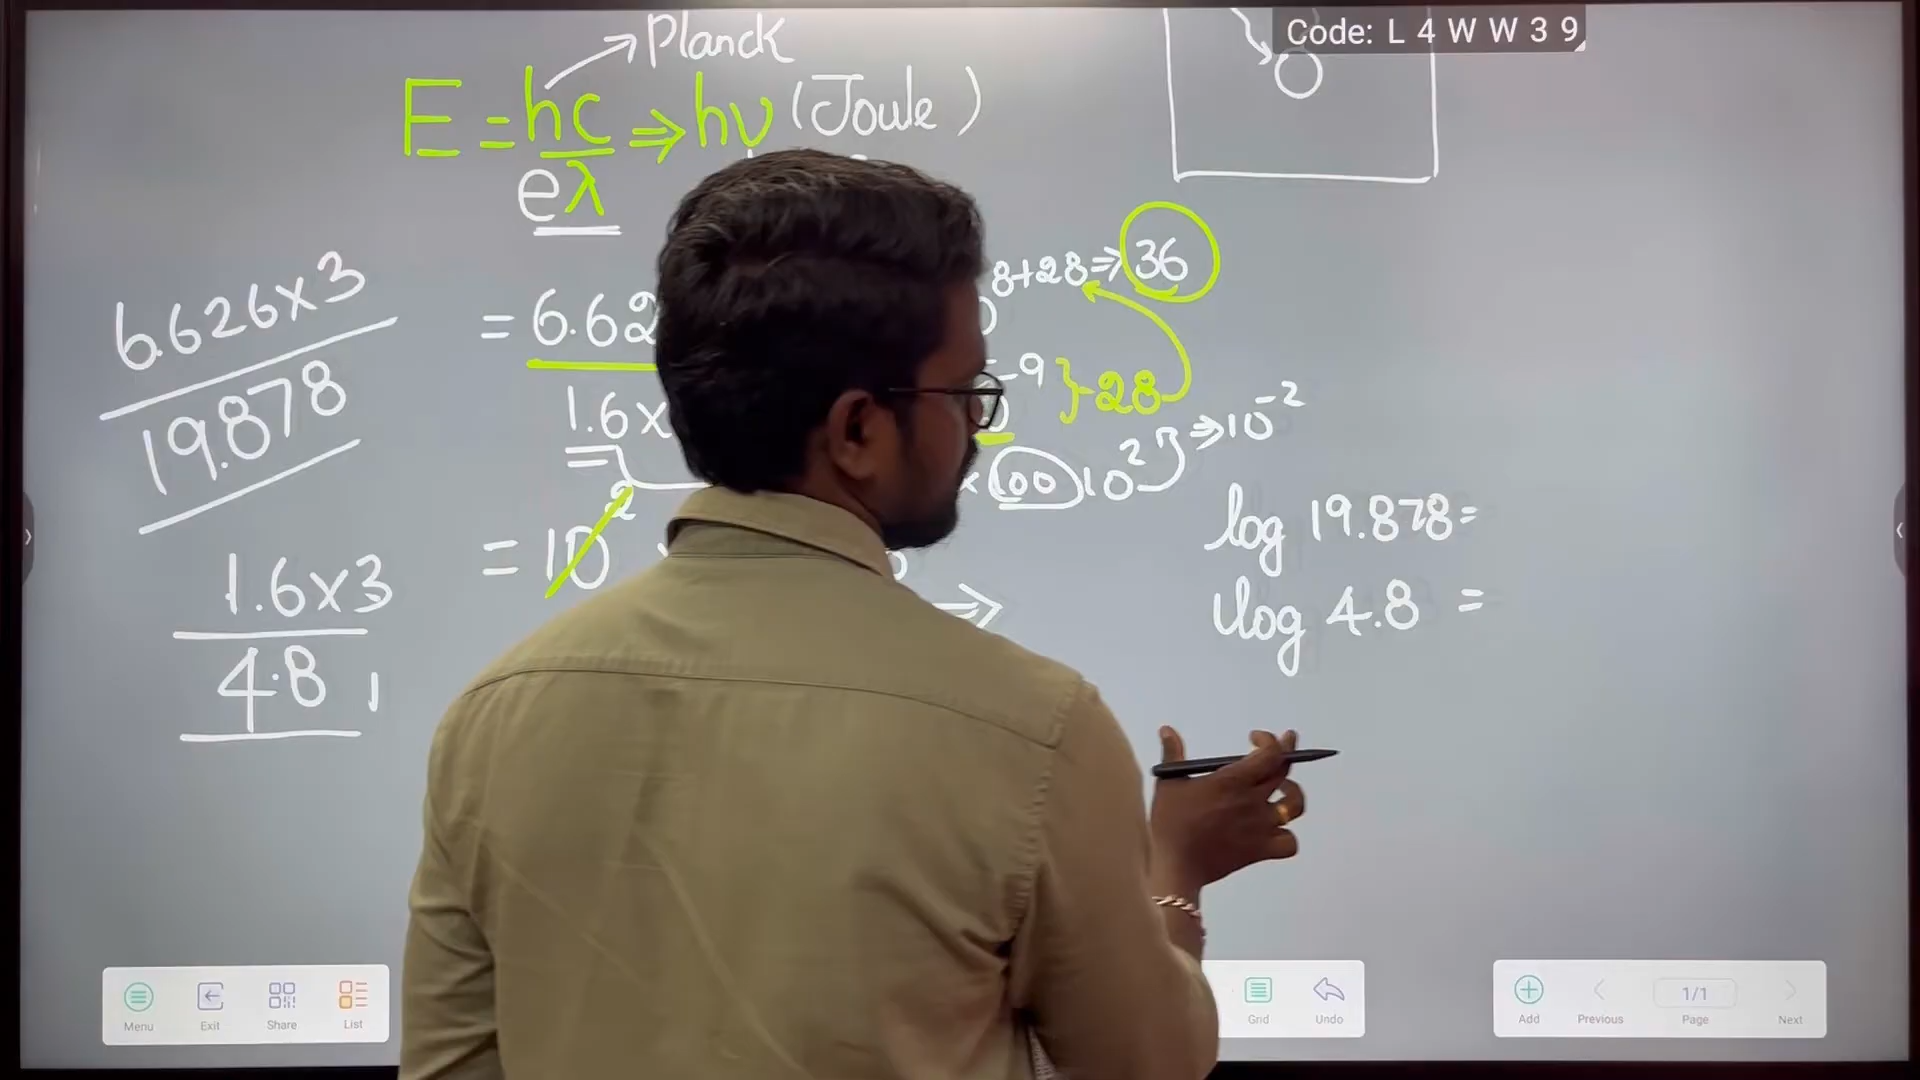 Code: L 4 W W 3 9
Planck
E = hc/eλ ⇒ hν (Joule)
6.626x3
19.878
= 6.62
8+28⇒ 36
1.6x
-9 } -28
x 100 10² ⇒10⁻²
= 10²
⇒
1.6x3
4.8
log 19.878=
log 4.8 =
Menu Exit Share List Grid Undo Add Previous 1/1 Page Next